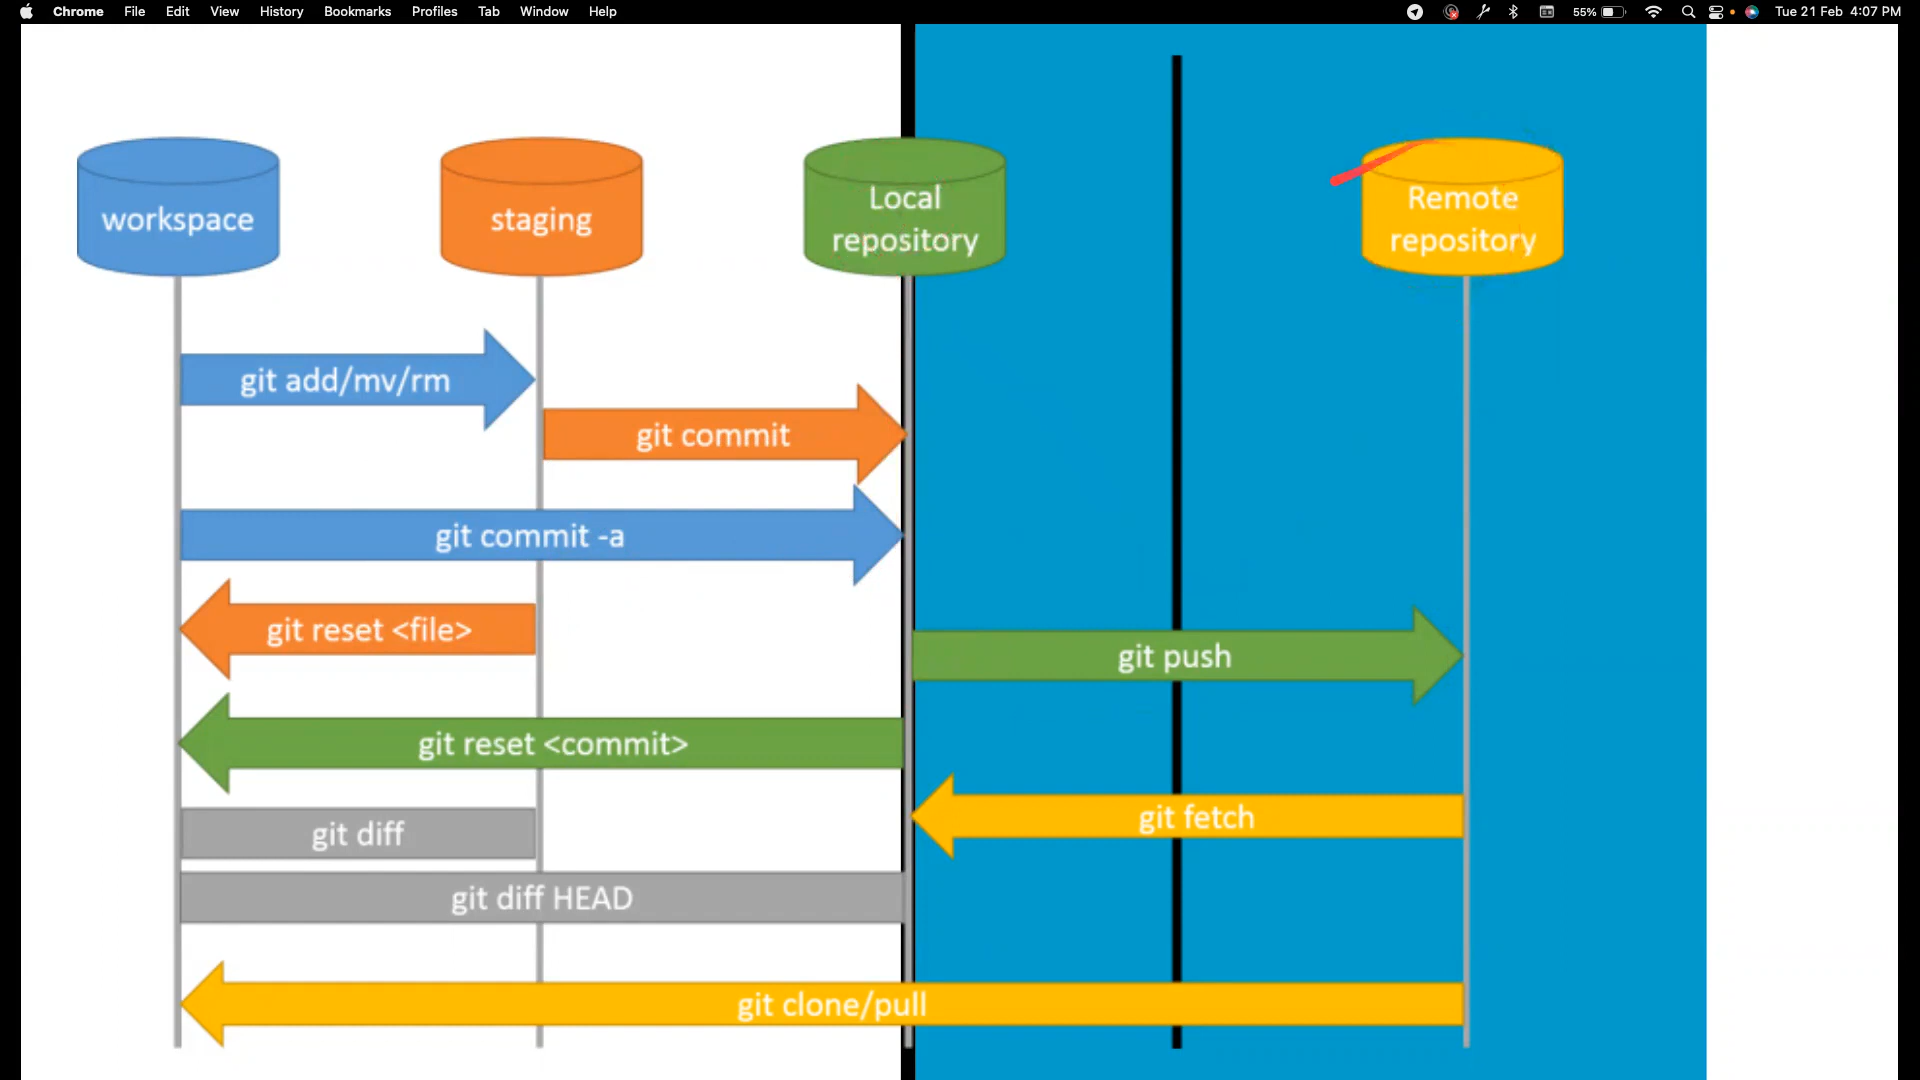 Chrome File Edit View History Bookmarks Profiles Tab Window Help 55% Tue 21 Feb 4:07 PM
workspace
staging
Local
repository
Remote
repository
git add/mv/rm
git commit
git commit -a
git reset <file>
git push
git reset <commit>
git fetch
git diff
git diff HEAD
git clone/pull